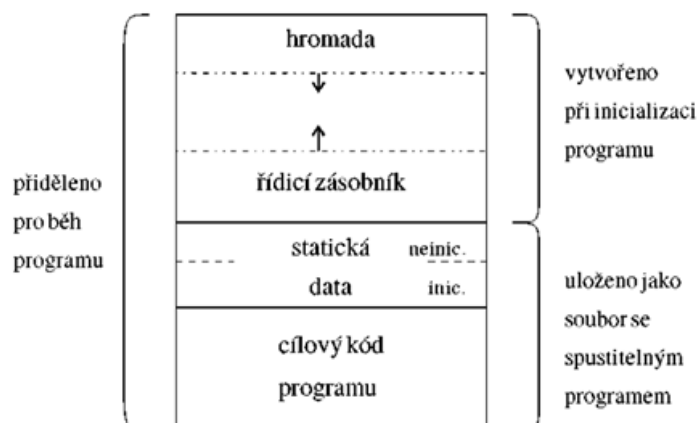 hromada
vytvořeno
při inicializaci
programu
přiděleno
pro běh
programu
řídicí zásobník
statická neinic.
data inic.
uloženo jako
soubor se
spustitelným
programem
cílový kód
programu